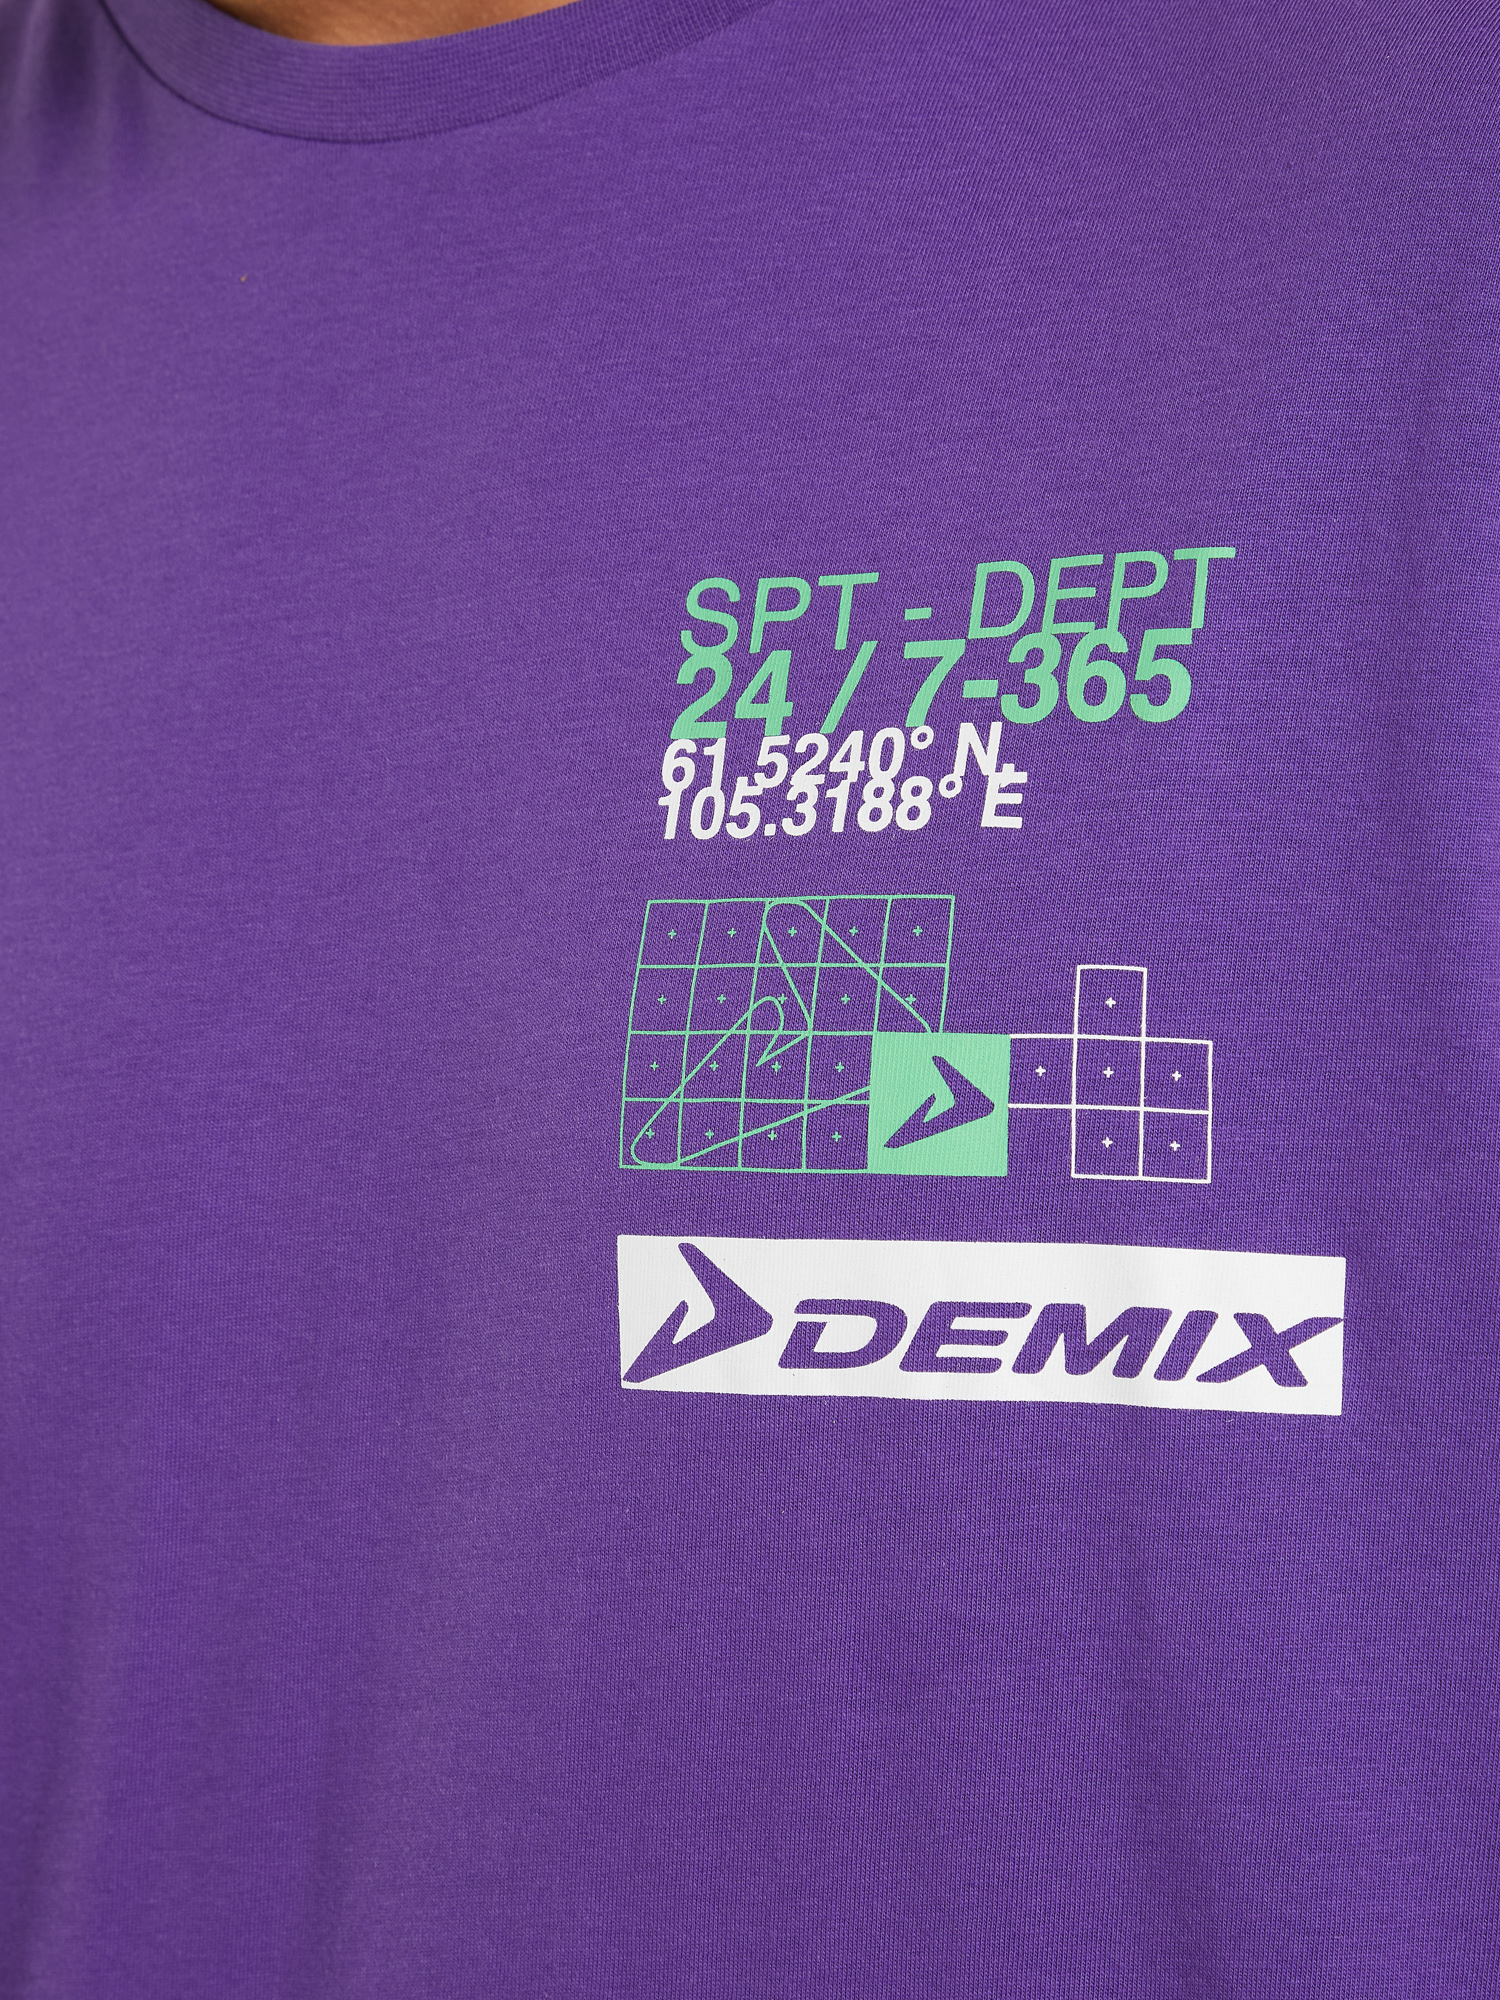 SPT - DEPT
24 / 7-365
61.5240° N,
105.3188° E
DEMIX